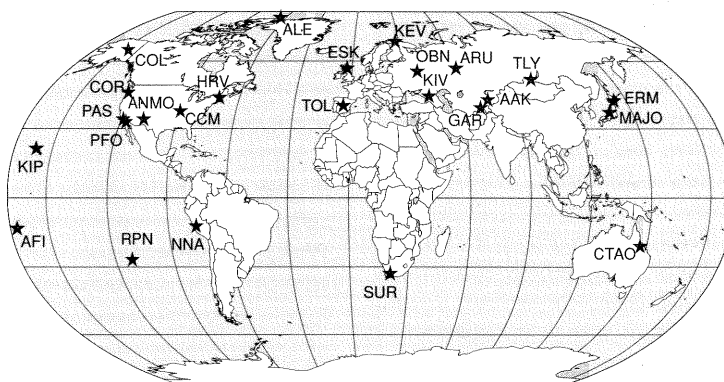 ALE
KEV
COL
ESK
OBN
ARU
TLY
COR
HRV
KIV
PAS
ANMO
TOL
AAK
ERM
CCM
GAR
MAJO
PFO
KIP
AFI
RPN
NNA
CTAO
SUR